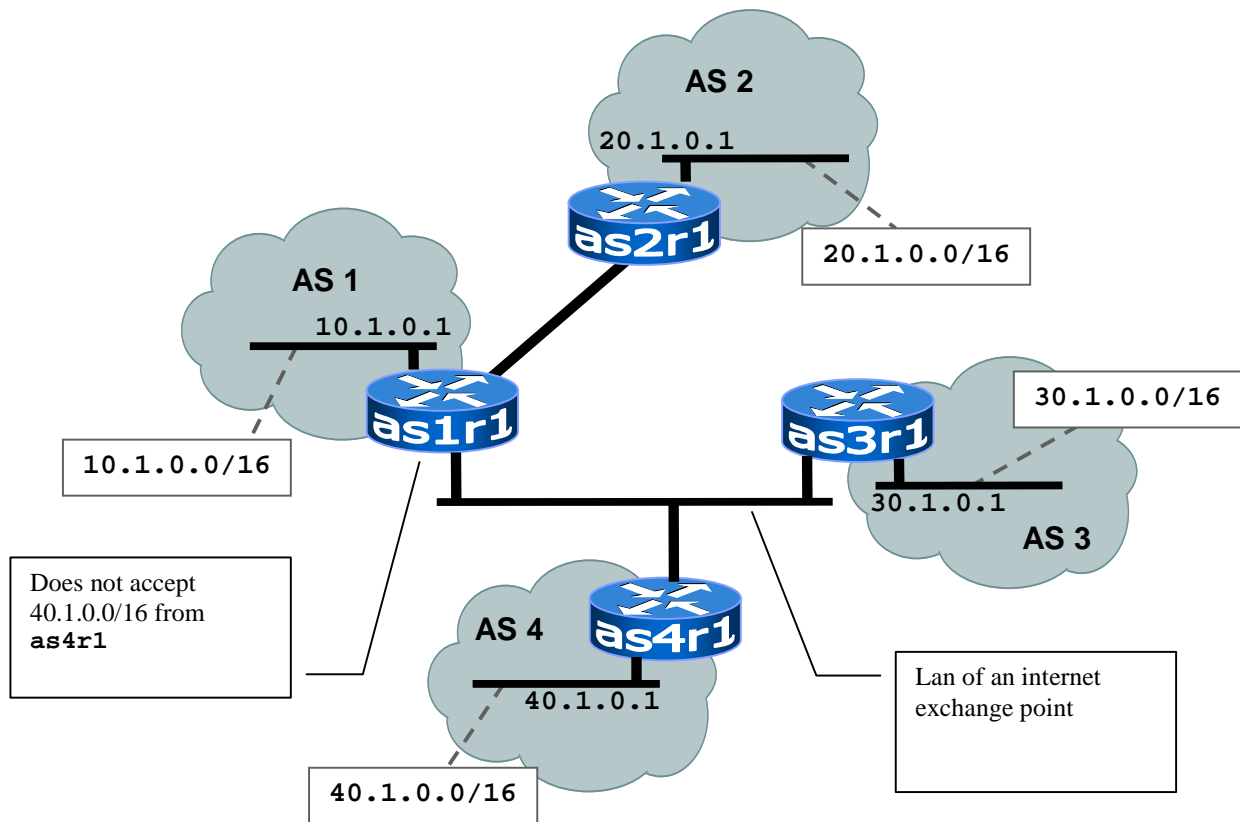 AS 2
20.1.0.1
as2r1
20.1.0.0/16
AS 1
10.1.0.1
as1r1
10.1.0.0/16
30.1.0.0/16
as3r1
30.1.0.1
AS 3
Does not accept
40.1.0.0/16 from
as4r1
AS 4
as4r1
40.1.0.1
40.1.0.0/16
Lan of an internet
exchange point